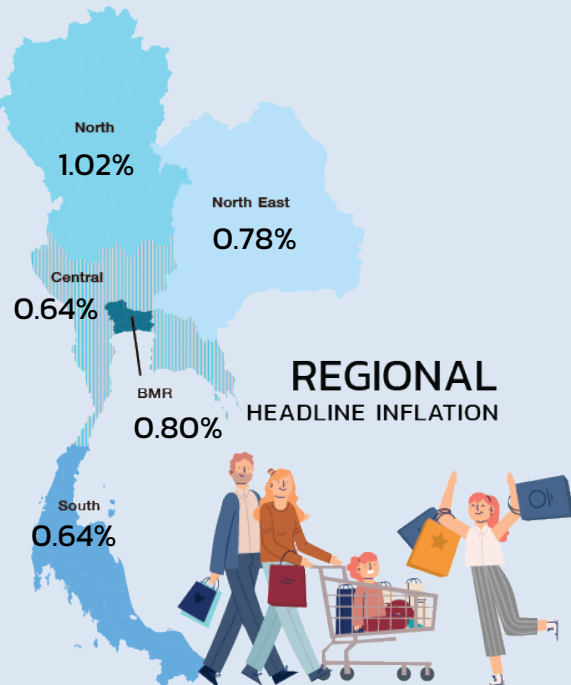 North
1.02%
North East
0.78%
Central
0.64%
BMR
0.80%
REGIONAL
HEADLINE INFLATION
South
0.64%